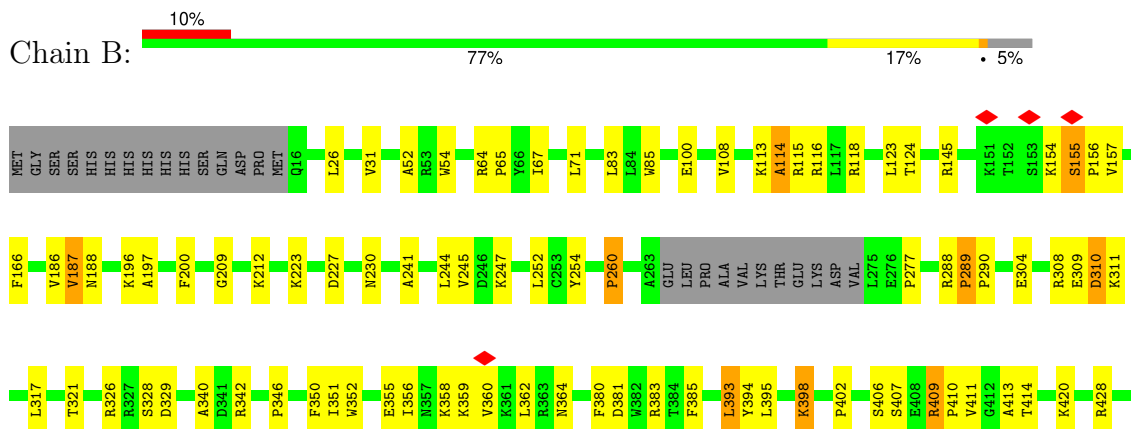 10%
Chain B:
77% 17% • 5%
MET GLY SER SER HIS HIS HIS HIS HIS HIS SER GLN ASP PRO MET Q16 L26 V31 A52 R53 W54 R64 P65 Y66 I67 L71 L83 L84 W85 E100 V108 K113 A114 R115 R116 L117 R118 L123 T124 R145 K151 T152 S153 K154 S155 P156 V157
F166 V186 V187 N188 K196 A197 F200 G209 K212 K223 D227 N230 A241 L244 V245 D246 K247 L252 C253 Y254 P260 A263 GLU LEU PRO ALA VAL LYS THR GLU LYS ASP VAL L275 E276 P277 R288 P289 P290 E304 R308 E309 D310 K311
L317 T321 R326 R327 S328 D329 A340 D341 R342 P346 F350 I351 W352 E355 I356 N357 K358 K359 V360 K361 L362 R363 N364 F380 D381 W382 R383 T384 F385 L393 Y394 L395 K398 P402 S406 S407 E408 R409 P410 V411 G412 A413 T414 K420 R428